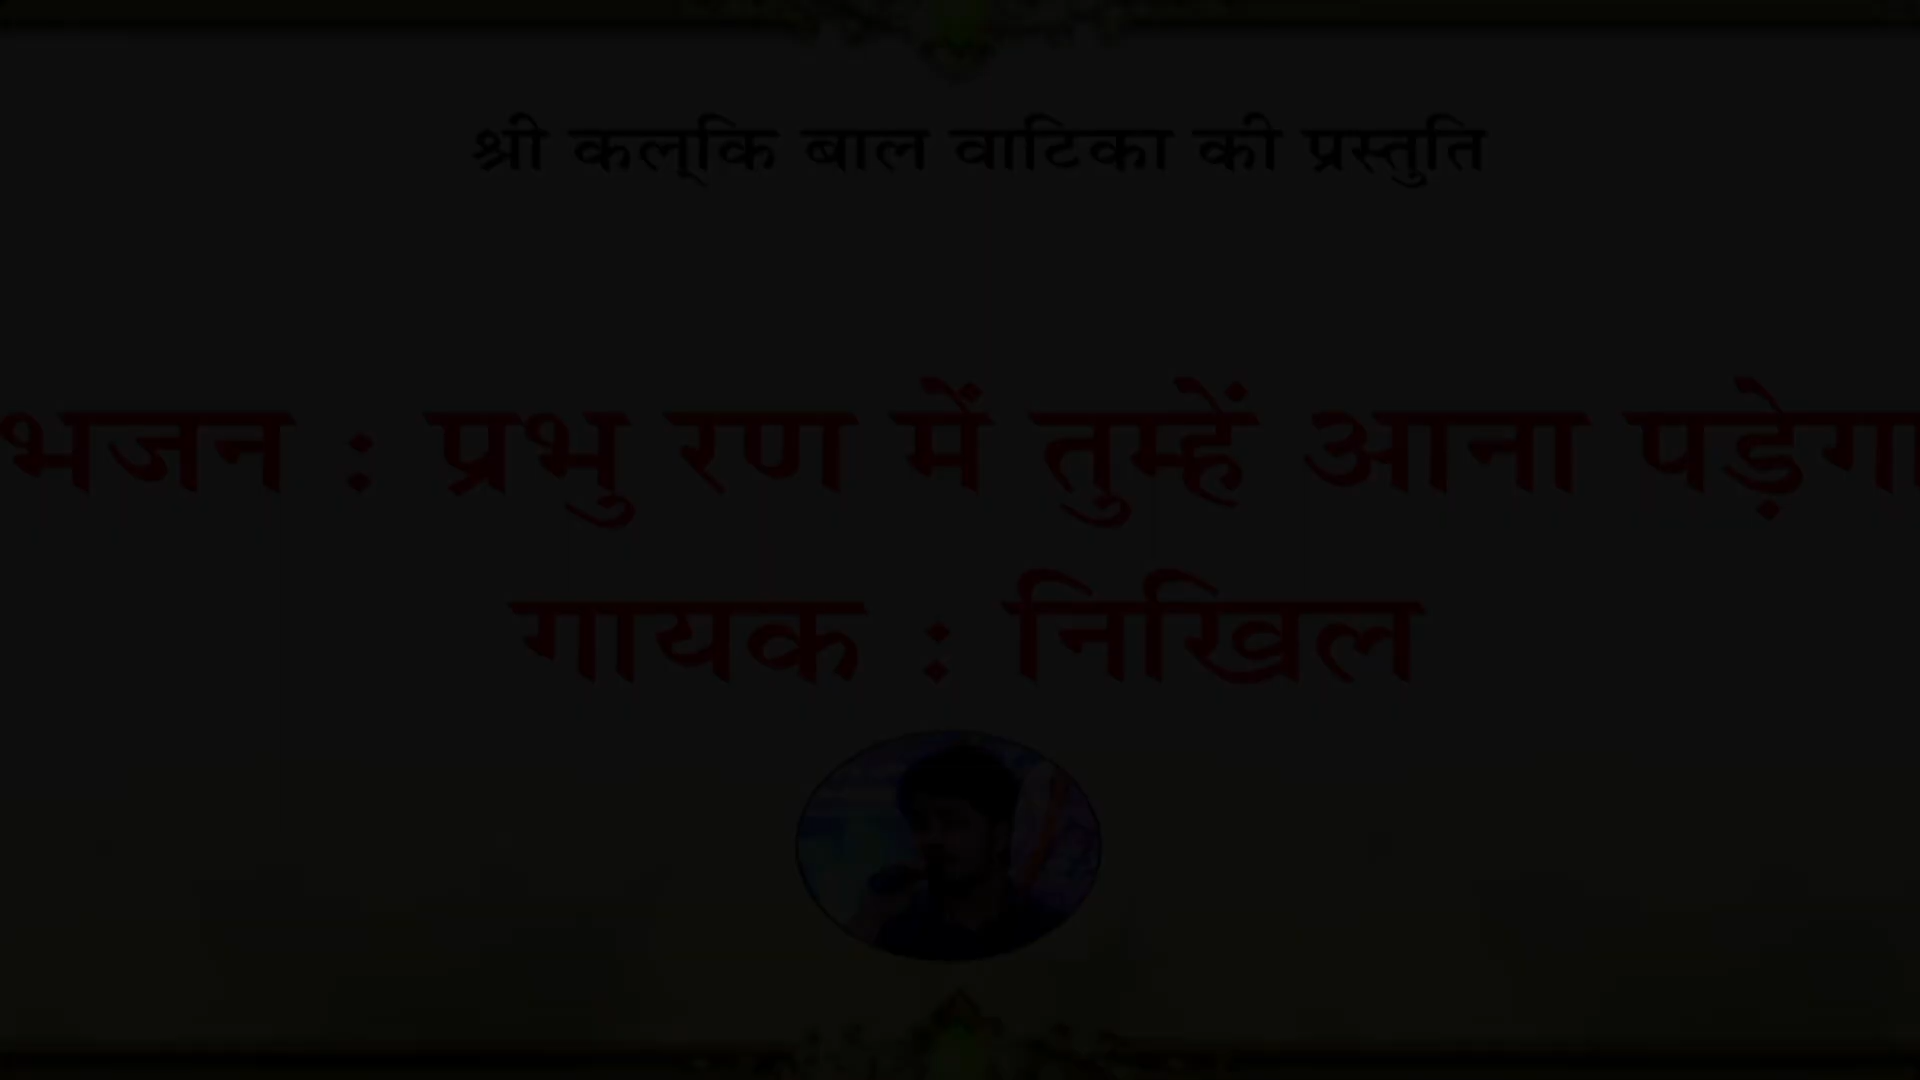 श्री कल्कि बाल वाटिका की प्रस्तुति
भजन : प्रभु रण में तुम्हें आना पड़ेगा
गायक : निखिल